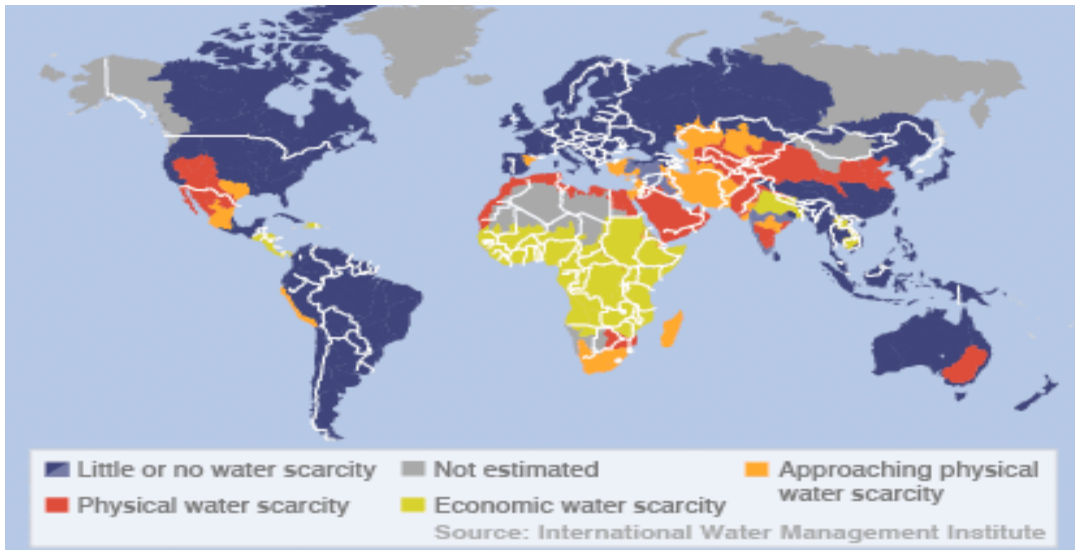 Little or no water scarcity
Not estimated
Approaching physical
water scarcity
Physical water scarcity
Economic water scarcity
Source: International Water Management Institute